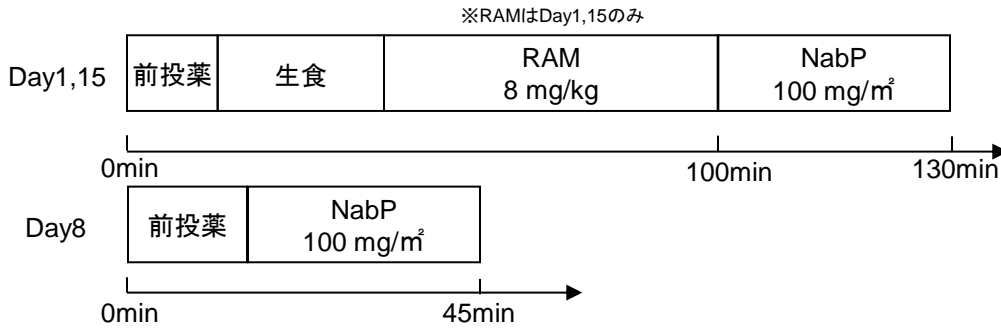 ※RAMはDay1,15のみ
Day1,15
前投薬
生食
RAM
8 mg/kg
NabP
100 mg/㎡
0min
100min
130min
Day8
前投薬
NabP
100 mg/㎡
0min
45min